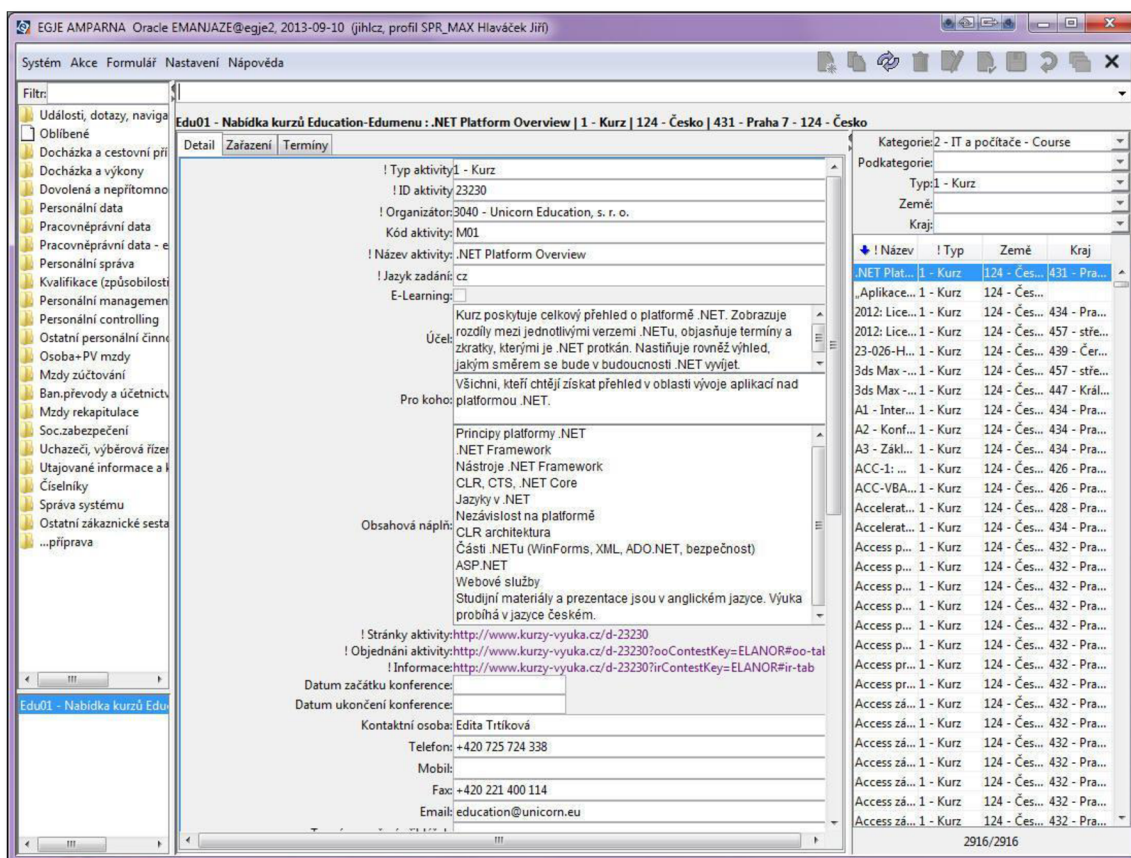 EGJE AMPARNA Oracle EMANJAZE@egje2, 2013-09-10 (jihlcz, profil SPR_MAX Hlaváček Jiří)
Systém Akce Formulář Nastavení Nápověda
Filtr:
Události, dotazy, naviga
Oblíbené
Docházka a cestovní pří
Docházka a výkony
Dovolená a nepřítomno
Personální data
Pracovněprávní data
Pracovněprávní data - e
Personální správa
Kvalifikace (způsobilosti
Personální managemen
Personální controlling
Ostatní personální činno
Osoba+PV mzdy
Mzdy zúčtování
Ban.převody a účetnictv
Mzdy rekapitulace
Soc.zabezpečení
Uchazeči, výběrová řízer
Utajované informace a k
Číselníky
Správa systému
Ostatní zákaznické sesta
...příprava
Edu01 - Nabídka kurzů Edu
Edu01 - Nabídka kurzů Education-Edumenu : .NET Platform Overview | 1 - Kurz | 124 - Česko | 431 - Praha 7 - 124 - Česko
Detail Zařazení Termíny
! Typ aktivity 1 - Kurz
! ID aktivity 23230
! Organizátor: 3040 - Unicorn Education, s. r. o.
Kód aktivity: M01
! Název aktivity: .NET Platform Overview
! Jazyk zadání: cz
E-Learning:
Účel: Kurz poskytuje celkový přehled o platformě .NET. Zobrazuje
rozdíly mezi jednotlivými verzemi .NETu, objasňuje termíny a
zkratky, kterými je .NET protkán. Nastiňuje rovněž výhled,
jakým směrem se bude v budoucnosti .NET vyvíjet.
Pro koho: Všichni, kteří chtějí získat přehled v oblasti vývoje aplikací nad
platformou .NET.
Obsahová náplň: Principy platformy .NET
.NET Framework
Nástroje .NET Framework
CLR, CTS, .NET Core
Jazyky v .NET
Nezávislost na platformě
CLR architektura
Části .NETu (WinForms, XML, ADO.NET, bezpečnost)
ASP.NET
Webové služby
Studijní materiály a prezentace jsou v anglickém jazyce. Výuka
probíhá v jazyce českém.
! Stránky aktivity: http://www.kurzy-vyuka.cz/d-23230
! Objednáni aktivity: http://www.kurzy-vyuka.cz/d-23230?ooContestKey=ELANOR#oo-tal
! Informace: http://www.kurzy-vyuka.cz/d-23230?irContestKey=ELANOR#ir-tab
Datum začátku konference:
Datum ukončení konference:
Kontaktní osoba: Edita Trtíková
Telefon: +420 725 724 338
Mobil:
Fax: +420 221 400 114
Email: education@unicorn.eu
Kategorie: 2 - IT a počítače - Course
Podkategorie:
Typ: 1 - Kurz
Země:
Kraj:
! Název ! Typ Země Kraj
.NET Plat... 1 - Kurz 124 - Čes... 431 - Pra...
„Aplikace... 1 - Kurz 124 - Čes...
2012: Lice... 1 - Kurz 124 - Čes... 434 - Pra...
2012: Lice... 1 - Kurz 124 - Čes... 457 - stře...
23-026-H... 1 - Kurz 124 - Čes... 439 - Čer...
3ds Max -... 1 - Kurz 124 - Čes... 457 - stře...
3ds Max -... 1 - Kurz 124 - Čes... 447 - Král...
A1 - Inter... 1 - Kurz 124 - Čes... 434 - Pra...
A2 - Konf... 1 - Kurz 124 - Čes... 434 - Pra...
A3 - Zákl... 1 - Kurz 124 - Čes... 434 - Pra...
ACC-1: ... 1 - Kurz 124 - Čes... 426 - Pra...
ACC-VBA... 1 - Kurz 124 - Čes... 426 - Pra...
Accelerat... 1 - Kurz 124 - Čes... 428 - Pra...
Accelerat... 1 - Kurz 124 - Čes... 434 - Pra...
Access p... 1 - Kurz 124 - Čes... 432 - Pra...
Access p... 1 - Kurz 124 - Čes... 432 - Pra...
Access p... 1 - Kurz 124 - Čes... 432 - Pra...
Access p... 1 - Kurz 124 - Čes... 432 - Pra...
Access p... 1 - Kurz 124 - Čes... 432 - Pra...
Access p... 1 - Kurz 124 - Čes... 432 - Pra...
Access pr... 1 - Kurz 124 - Čes... 432 - Pra...
Access pr... 1 - Kurz 124 - Čes... 432 - Pra...
Access zá... 1 - Kurz 124 - Čes... 432 - Pra...
Access zá... 1 - Kurz 124 - Čes... 432 - Pra...
Access zá... 1 - Kurz 124 - Čes... 432 - Pra...
Access zá... 1 - Kurz 124 - Čes... 432 - Pra...
Access zá... 1 - Kurz 124 - Čes... 432 - Pra...
Access zá... 1 - Kurz 124 - Čes... 432 - Pra...
Access zá... 1 - Kurz 124 - Čes... 432 - Pra...
2916/2916